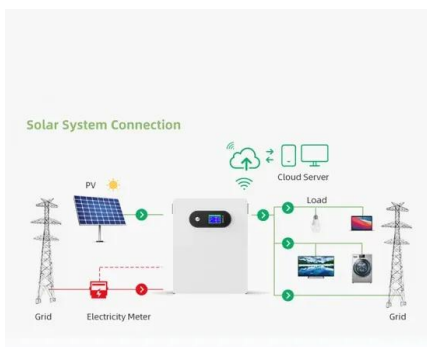 Solar System Connection
PV
Cloud Server
Load
Grid
Electricity Meter
Grid